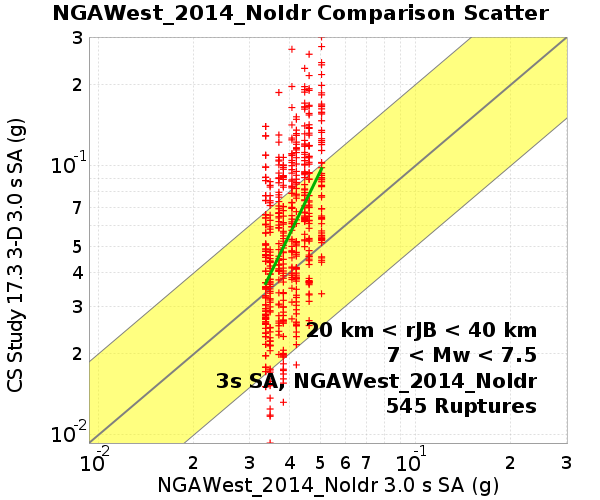 NGAWest_2014_NoIdr Comparison Scatter
CS Study 17.3 3-D 3.0 s SA (g)
3
2
10⁻¹
7
5
4
3
2
10⁻²
20 km < rJB < 40 km
7 < Mw < 7.5
3s SA, NGAWest_2014_NoIdr
545 Ruptures
10⁻² 2 3 4 5 6 7 10⁻¹ 2 3
NGAWest_2014_NoIdr 3.0 s SA (g)